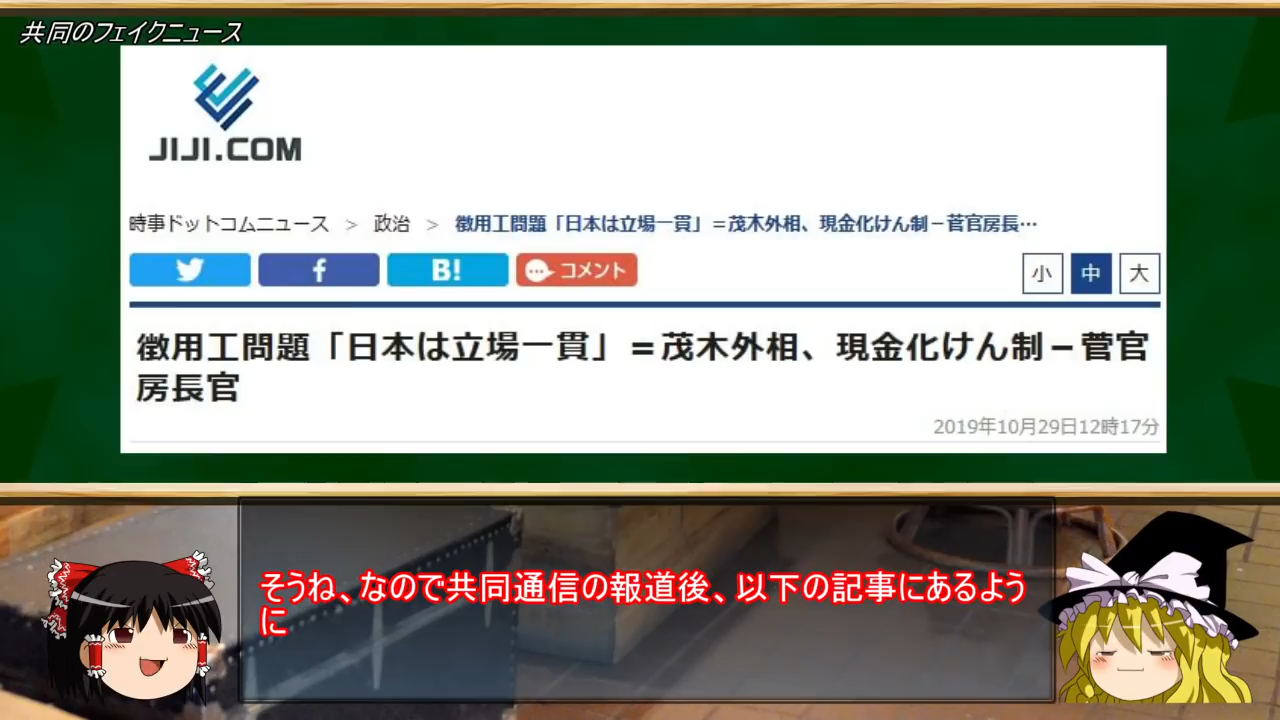 共同のフェイクニュース
JIJI.COM
時事ドットコムニュース > 政治 > 徴用工問題「日本は立場一貫」＝茂木外相、現金化けん制－菅官房長…
f B! コメント 小 中 大
徴用工問題「日本は立場一貫」＝茂木外相、現金化けん制－菅官
房長官
2019年10月29日12時17分
そうね、なので共同通信の報道後、以下の記事にあるよう
に